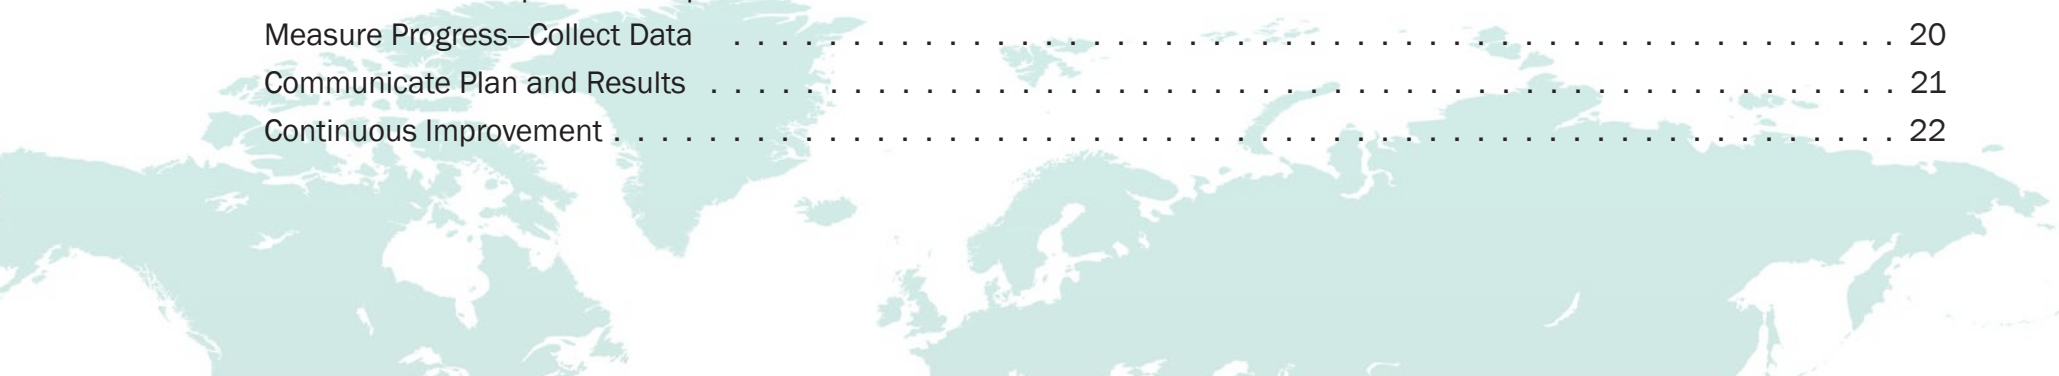 Measure Progress—Collect Data . . . . . . . . . . . . . . . . . . . . . . . . . . . . . . . . . . . . . . . . . . . . . . . . . 20
Communicate Plan and Results . . . . . . . . . . . . . . . . . . . . . . . . . . . . . . . . . . . . . . . . . . . . . . . . . . 21
Continuous Improvement . . . . . . . . . . . . . . . . . . . . . . . . . . . . . . . . . . . . . . . . . . . . . . . . . . . . . . 22